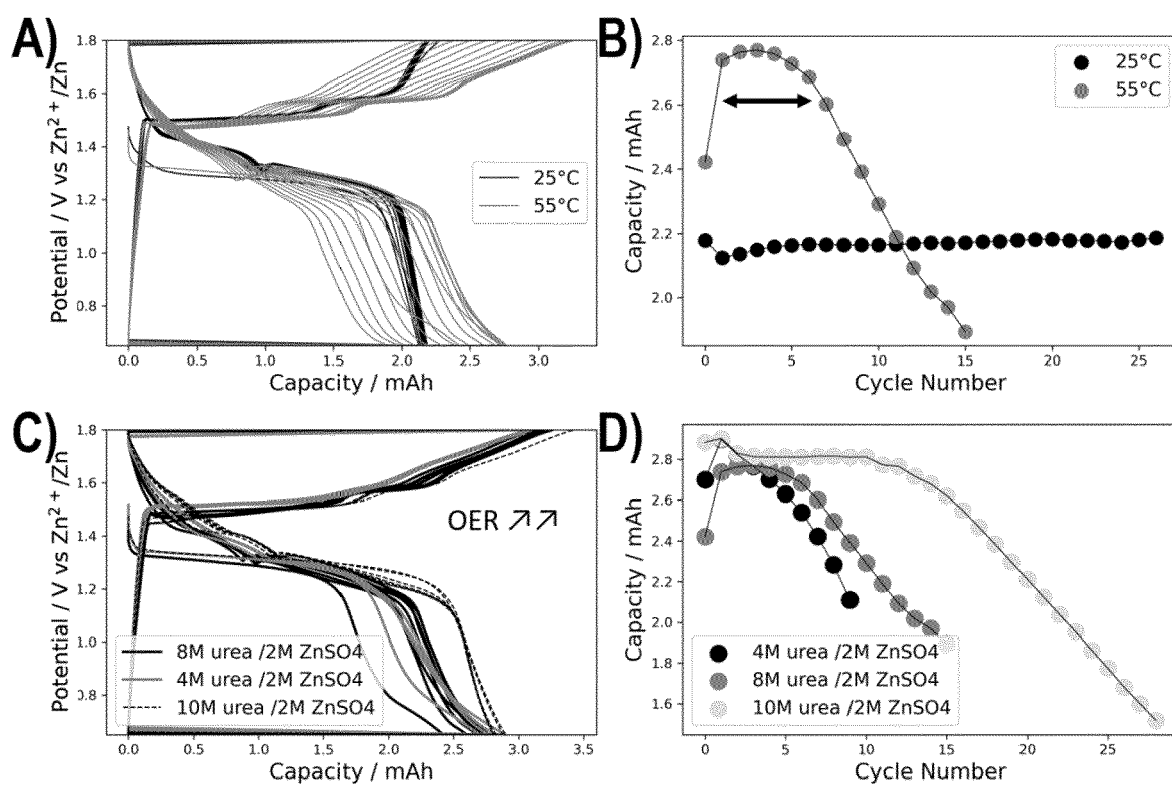 A)
1.8
1.6
1.4
1.2
1.0
0.8
Potential / V vs Zn2+/Zn
25°C
55°C
0.0 0.5 1.0 1.5 2.0 2.5 3.0
Capacity / mAh
B)
2.8
2.6
2.4
2.2
2.0
Capacity / mAh
25°C
55°C
0 5 10 15 20 25
Cycle Number
C)
1.8
1.6
1.4
1.2
1.0
3.8
Potential / V vs Zn2+/Zn
OER ↗↗
8M urea /2M ZnSO4
4M urea /2M ZnSO4
10M urea /2M ZnSO4
0.0 0.5 1.0 1.5 2.0 2.5 3.0 3.5
Capacity / mAh
D)
2.8
2.6
2.4
2.2
2.0
1.8
1.6
Capacity / mAh
4M urea /2M ZnSO4
8M urea /2M ZnSO4
10M urea /2M ZnSO4
0 5 10 15 20 25
Cycle Number